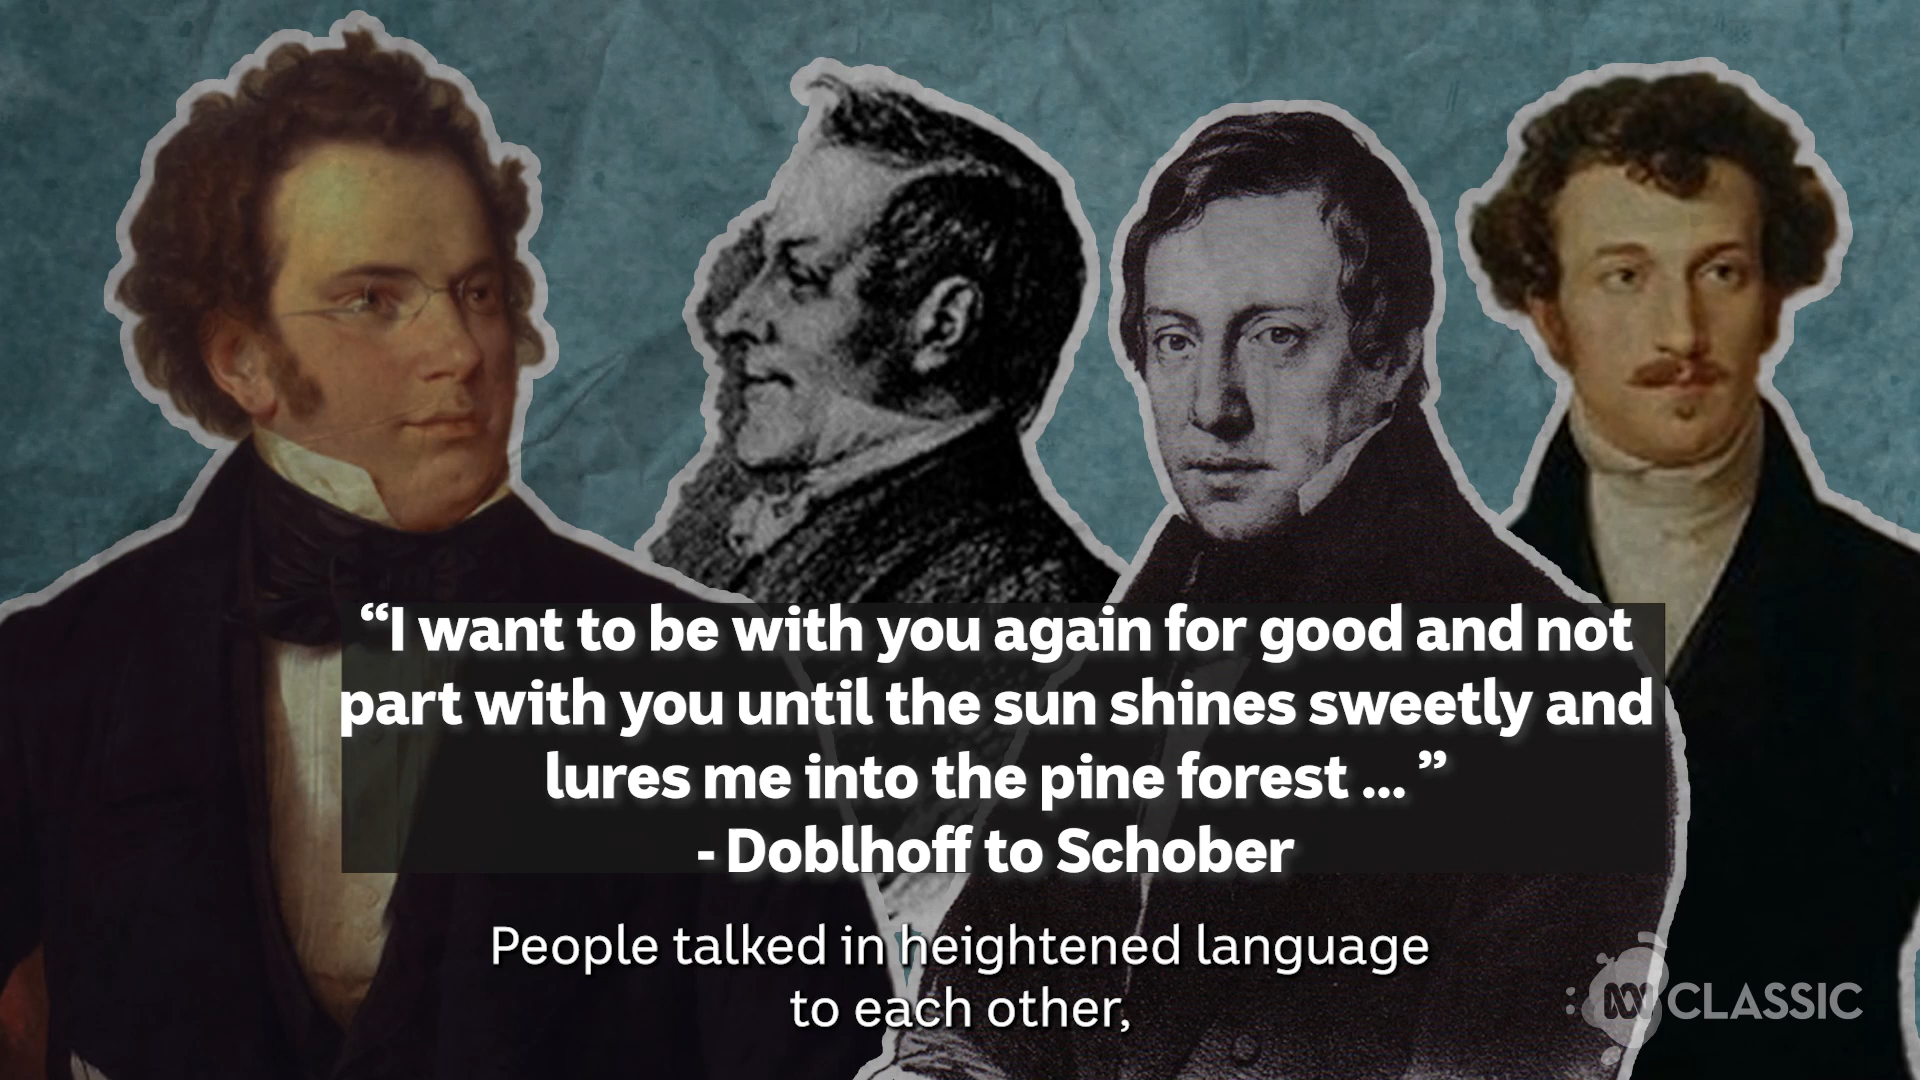 “I want to be with you again for good and not
part with you until the sun shines sweetly and
lures me into the pine forest ... ”
- Doblhoff to Schober
People talked in heightened language
to each other,
CLASSIC